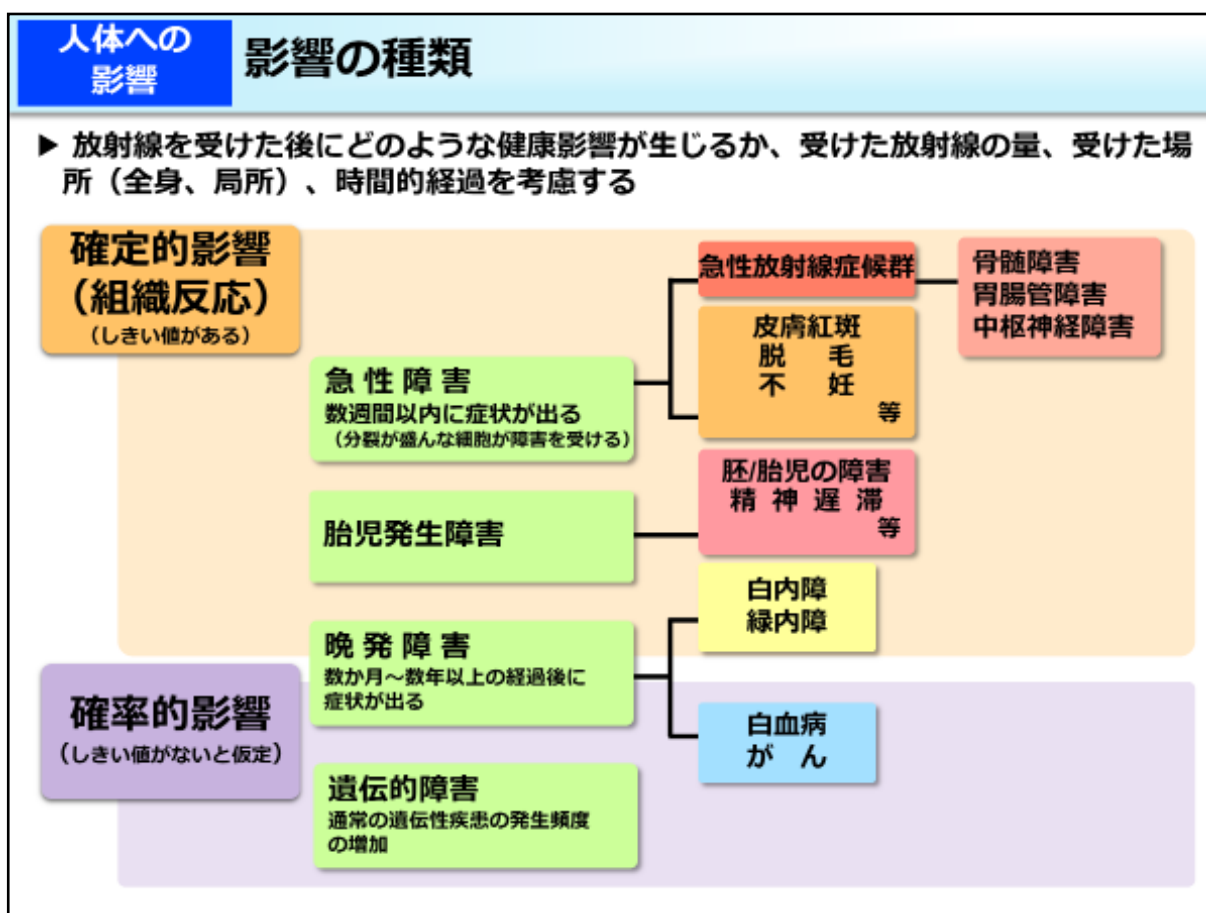 人体への
影響
影響の種類
▶ 放射線を受けた後にどのような健康影響が生じるか、受けた放射線の量、受けた場
所（全身、局所）、時間的経過を考慮する
確定的影響
（組織反応）
（しきい値がある）
急性障害
数週間以内に症状が出る
（分裂が盛んな細胞が障害を受ける）
急性放射線症候群
骨髄障害
胃腸管障害
中枢神経障害
皮膚紅斑
脱 毛
不 妊
等
胎児発生障害
胚/胎児の障害
精神遅滞
等
晩発障害
数か月～数年以上の経過後に
症状が出る
白内障
緑内障
確率的影響
（しきい値がないと仮定）
白血病
がん
遺伝的障害
通常の遺伝性疾患の発生頻度
の増加